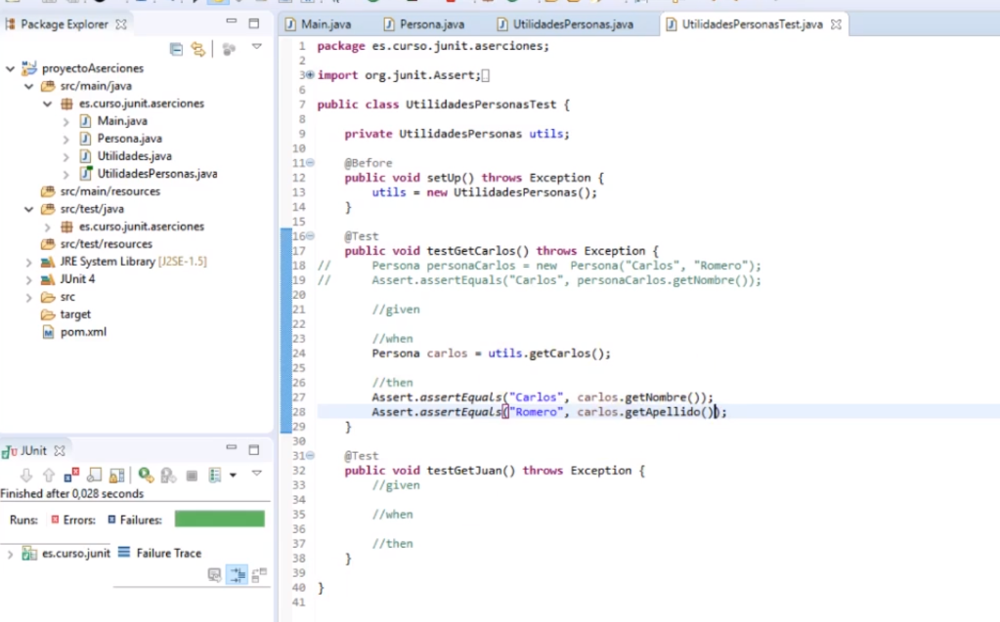 Package Explorer
Main.java
Persona.java
UtilidadesPersonas.java
UtilidadesPersonasTest.java
proyectoAserciones
src/main/java
es.curso.junit.aserciones
Main.java
Persona.java
Utilidades.java
UtilidadesPersonas.java
src/main/resources
src/test/java
es.curso.junit.aserciones
src/test/resources
JRE System Library [J2SE-1.5]
JUnit 4
src
target
pom.xml
JUnit
Finished after 0,028 seconds
Runs: Errors: Failures:
es.curso.junit
Failure Trace
1 package es.curso.junit.aserciones;
2
3 import org.junit.Assert;
6
7 public class UtilidadesPersonasTest {
8
9 private UtilidadesPersonas utils;
10
11 @Before
12 public void setUp() throws Exception {
13 utils = new UtilidadesPersonas();
14 }
15
16 @Test
17 public void testGetCarlos() throws Exception {
18 // Persona personaCarlos = new  Persona("Carlos", "Romero");
19 // Assert.assertEquals("Carlos", personaCarlos.getNombre());
20
21 //given
22
23 //when
24 Persona carlos = utils.getCarlos();
25
26 //then
27 Assert.assertEquals("Carlos", carlos.getNombre());
28 Assert.assertEquals("Romero", carlos.getApellido());
29 }
30
31 @Test
32 public void testGetJuan() throws Exception {
33 //given
34
35 //when
36
37 //then
38 }
39
40 }
41